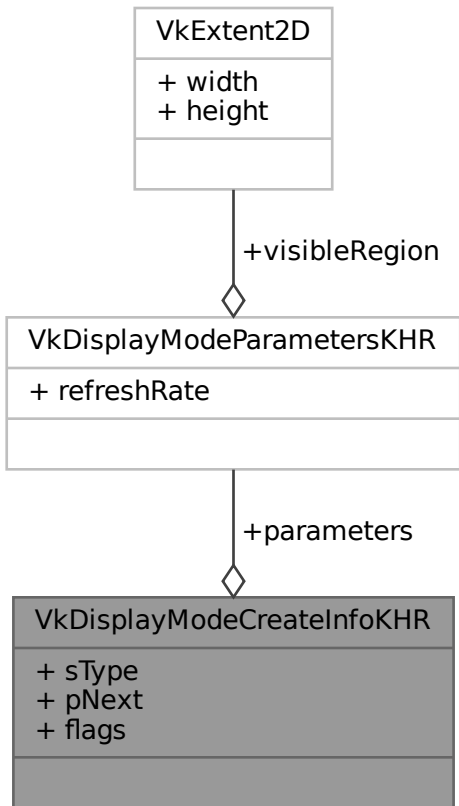 VkExtent2D
+ width
+ height
+visibleRegion
VkDisplayModeParametersKHR
+ refreshRate
+parameters
VkDisplayModeCreateInfoKHR
+ sType
+ pNext
+ flags